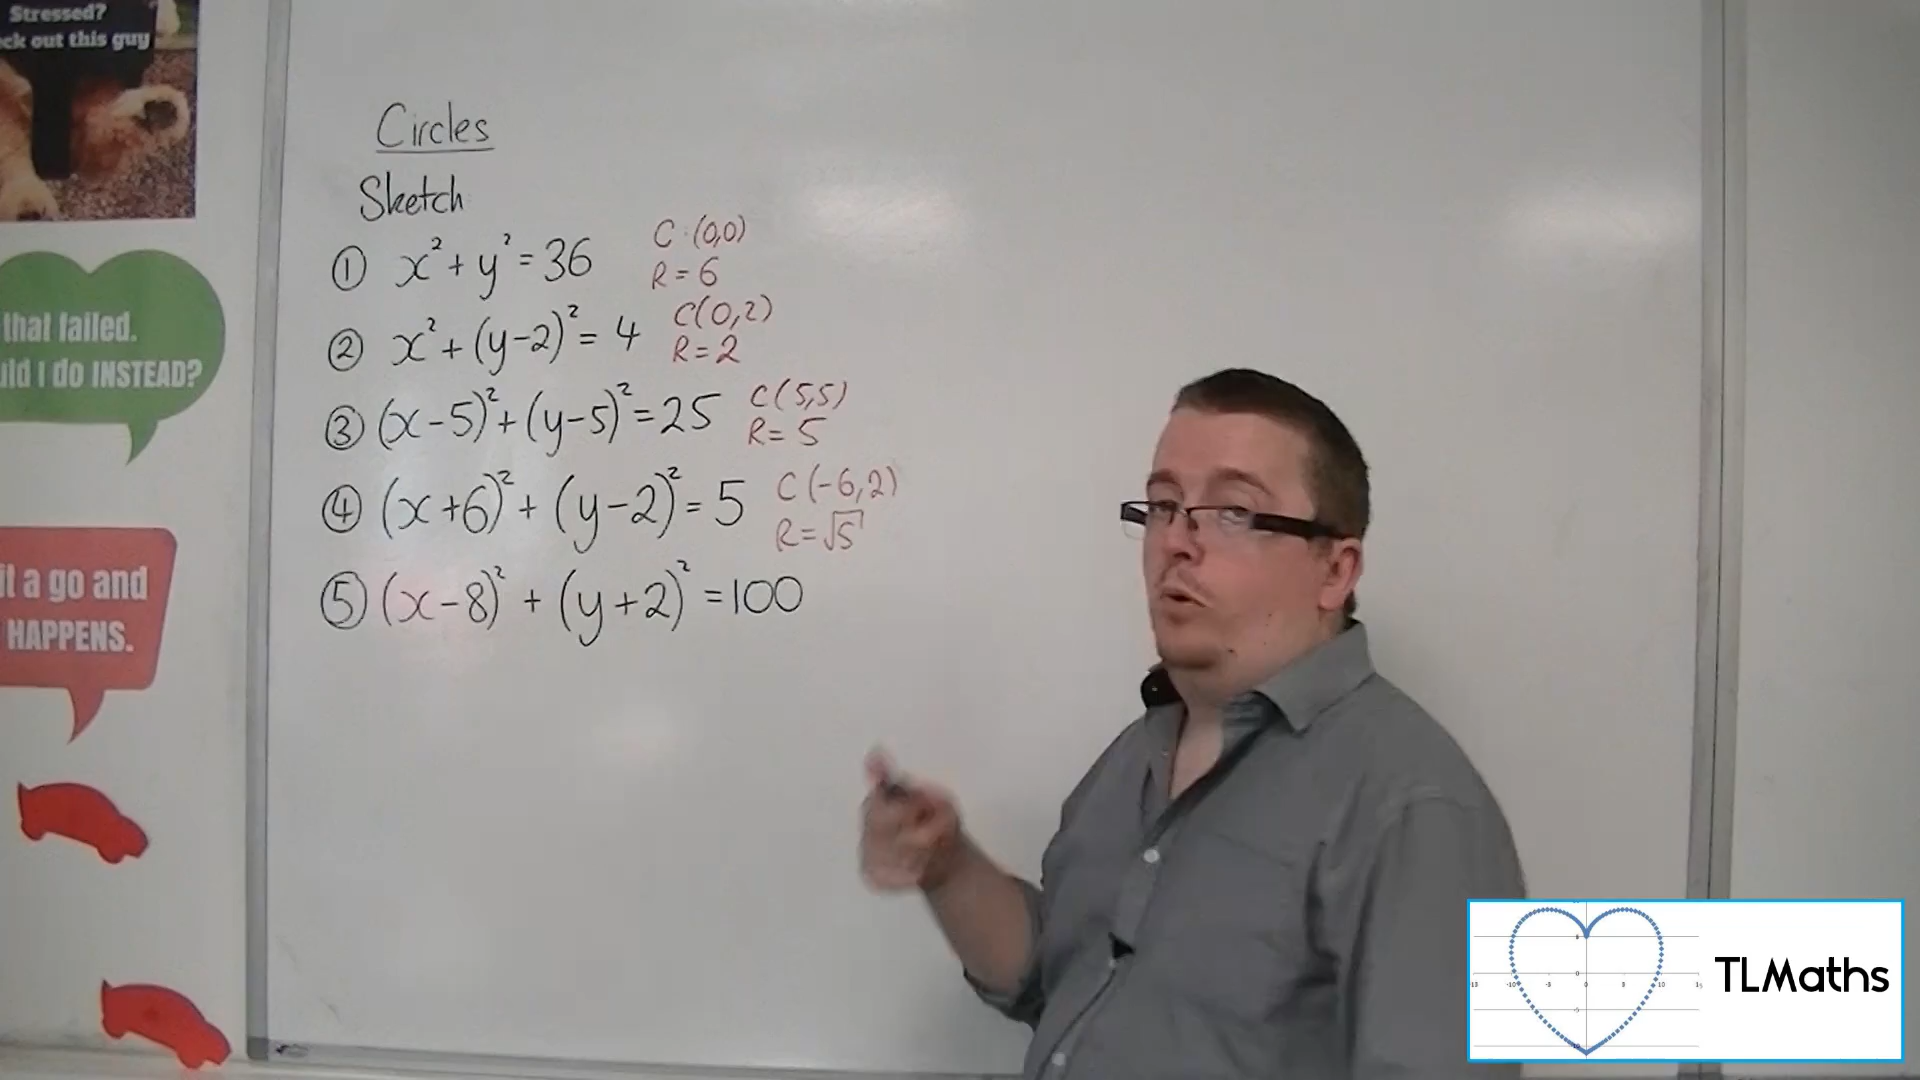 Stressed?
ck out this guy
that failed.
uld I do INSTEAD?
it a go and
HAPPENS.
Circles
Sketch
① x² + y² = 36
C : (0,0)
R = 6
② x² + (y-2)² = 4
C(0,2)
R = 2
③ (x-5)² + (y-5)² = 25
C(5,5)
R = 5
④ (x+6)² + (y-2)² = 5
C(-6,2)
R = √5
⑤ (x-8)² + (y+2)² = 100
TLMaths